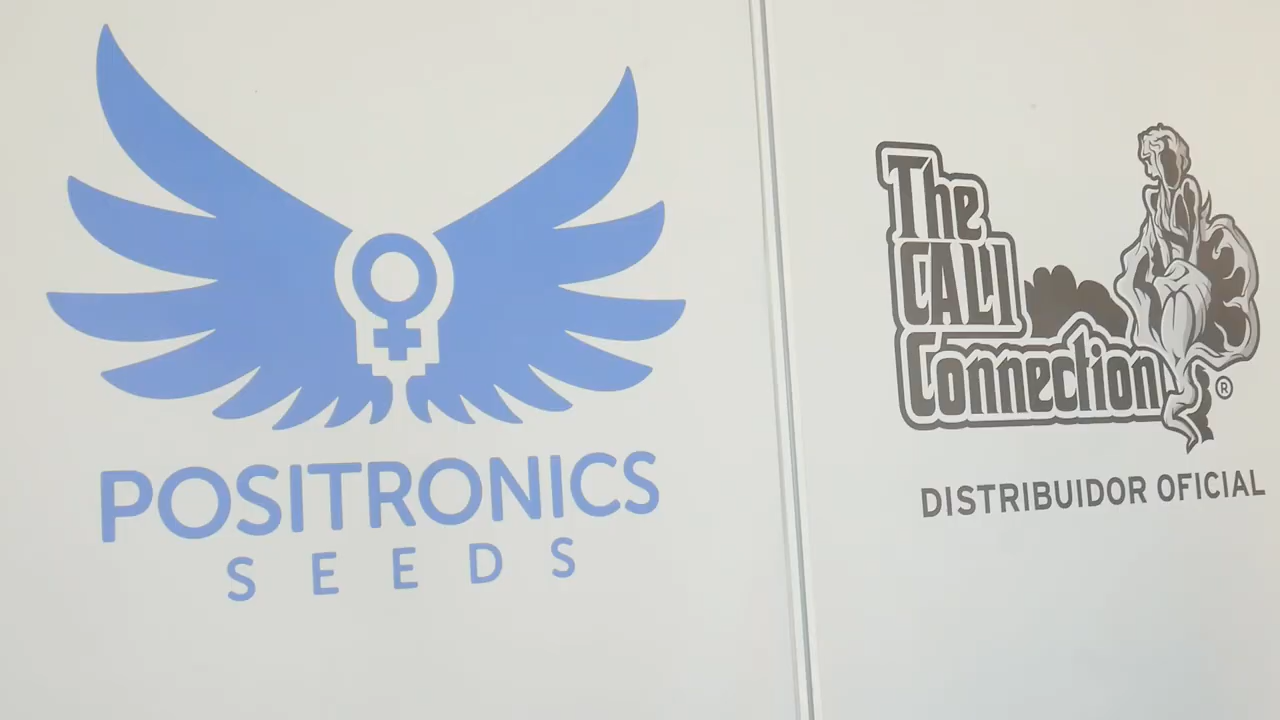 POSITRONICS
SEEDS
The
CALI
Connection
®
DISTRIBUIDOR OFICIAL